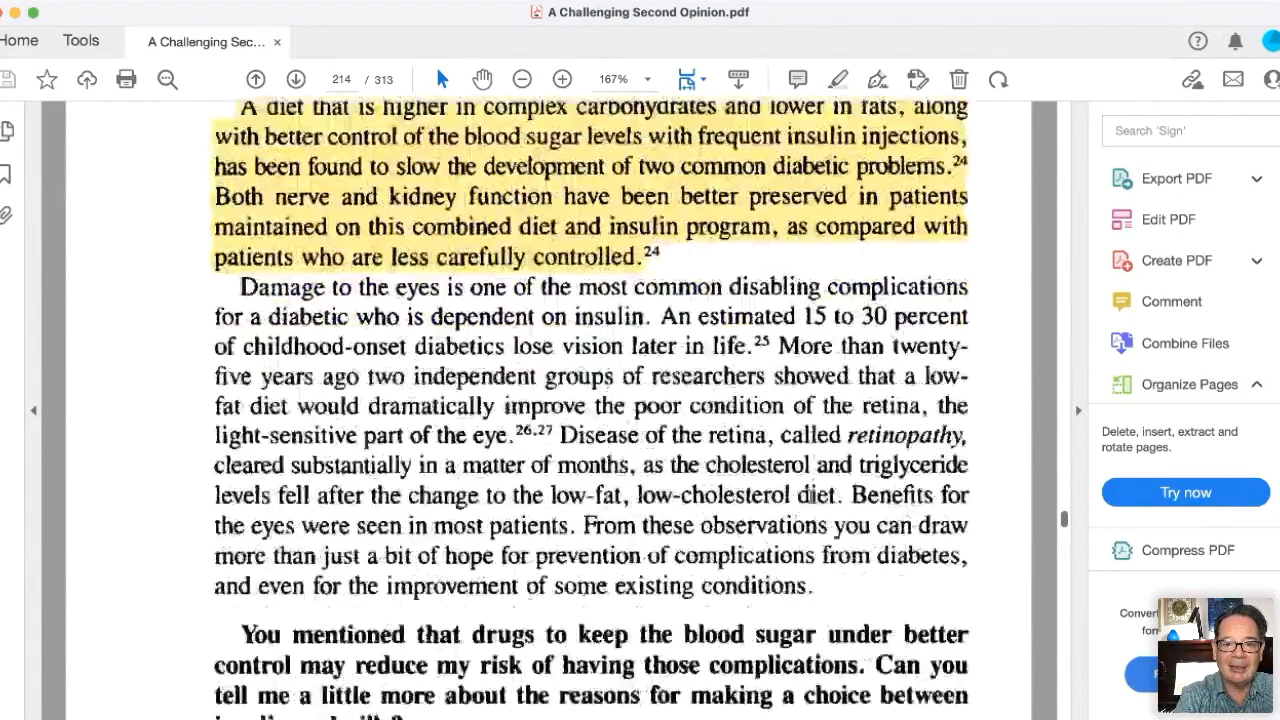 A Challenging Second Opinion.pdf
Home
Tools
A Challenging Sec... ×
214 / 313
167%
A diet that is higher in complex carbohydrates and lower in fats, along
with better control of the blood sugar levels with frequent insulin injections,
has been found to slow the development of two common diabetic problems.24
Both nerve and kidney function have been better preserved in patients
maintained on this combined diet and insulin program, as compared with
patients who are less carefully controlled.24
Damage to the eyes is one of the most common disabling complications
for a diabetic who is dependent on insulin. An estimated 15 to 30 percent
of childhood-onset diabetics lose vision later in life.25 More than twenty-
five years ago two independent groups of researchers showed that a low-
fat diet would dramatically improve the poor condition of the retina, the
light-sensitive part of the eye.26,27 Disease of the retina, called retinopathy,
cleared substantially in a matter of months, as the cholesterol and triglyceride
levels fell after the change to the low-fat, low-cholesterol diet. Benefits for
the eyes were seen in most patients. From these observations you can draw
more than just a bit of hope for prevention of complications from diabetes,
and even for the improvement of some existing conditions.
You mentioned that drugs to keep the blood sugar under better
control may reduce my risk of having those complications. Can you
tell me a little more about the reasons for making a choice between
Search 'Sign'
Export PDF
Edit PDF
Create PDF
Comment
Combine Files
Organize Pages
Delete, insert, extract and
rotate pages.
Try now
Compress PDF